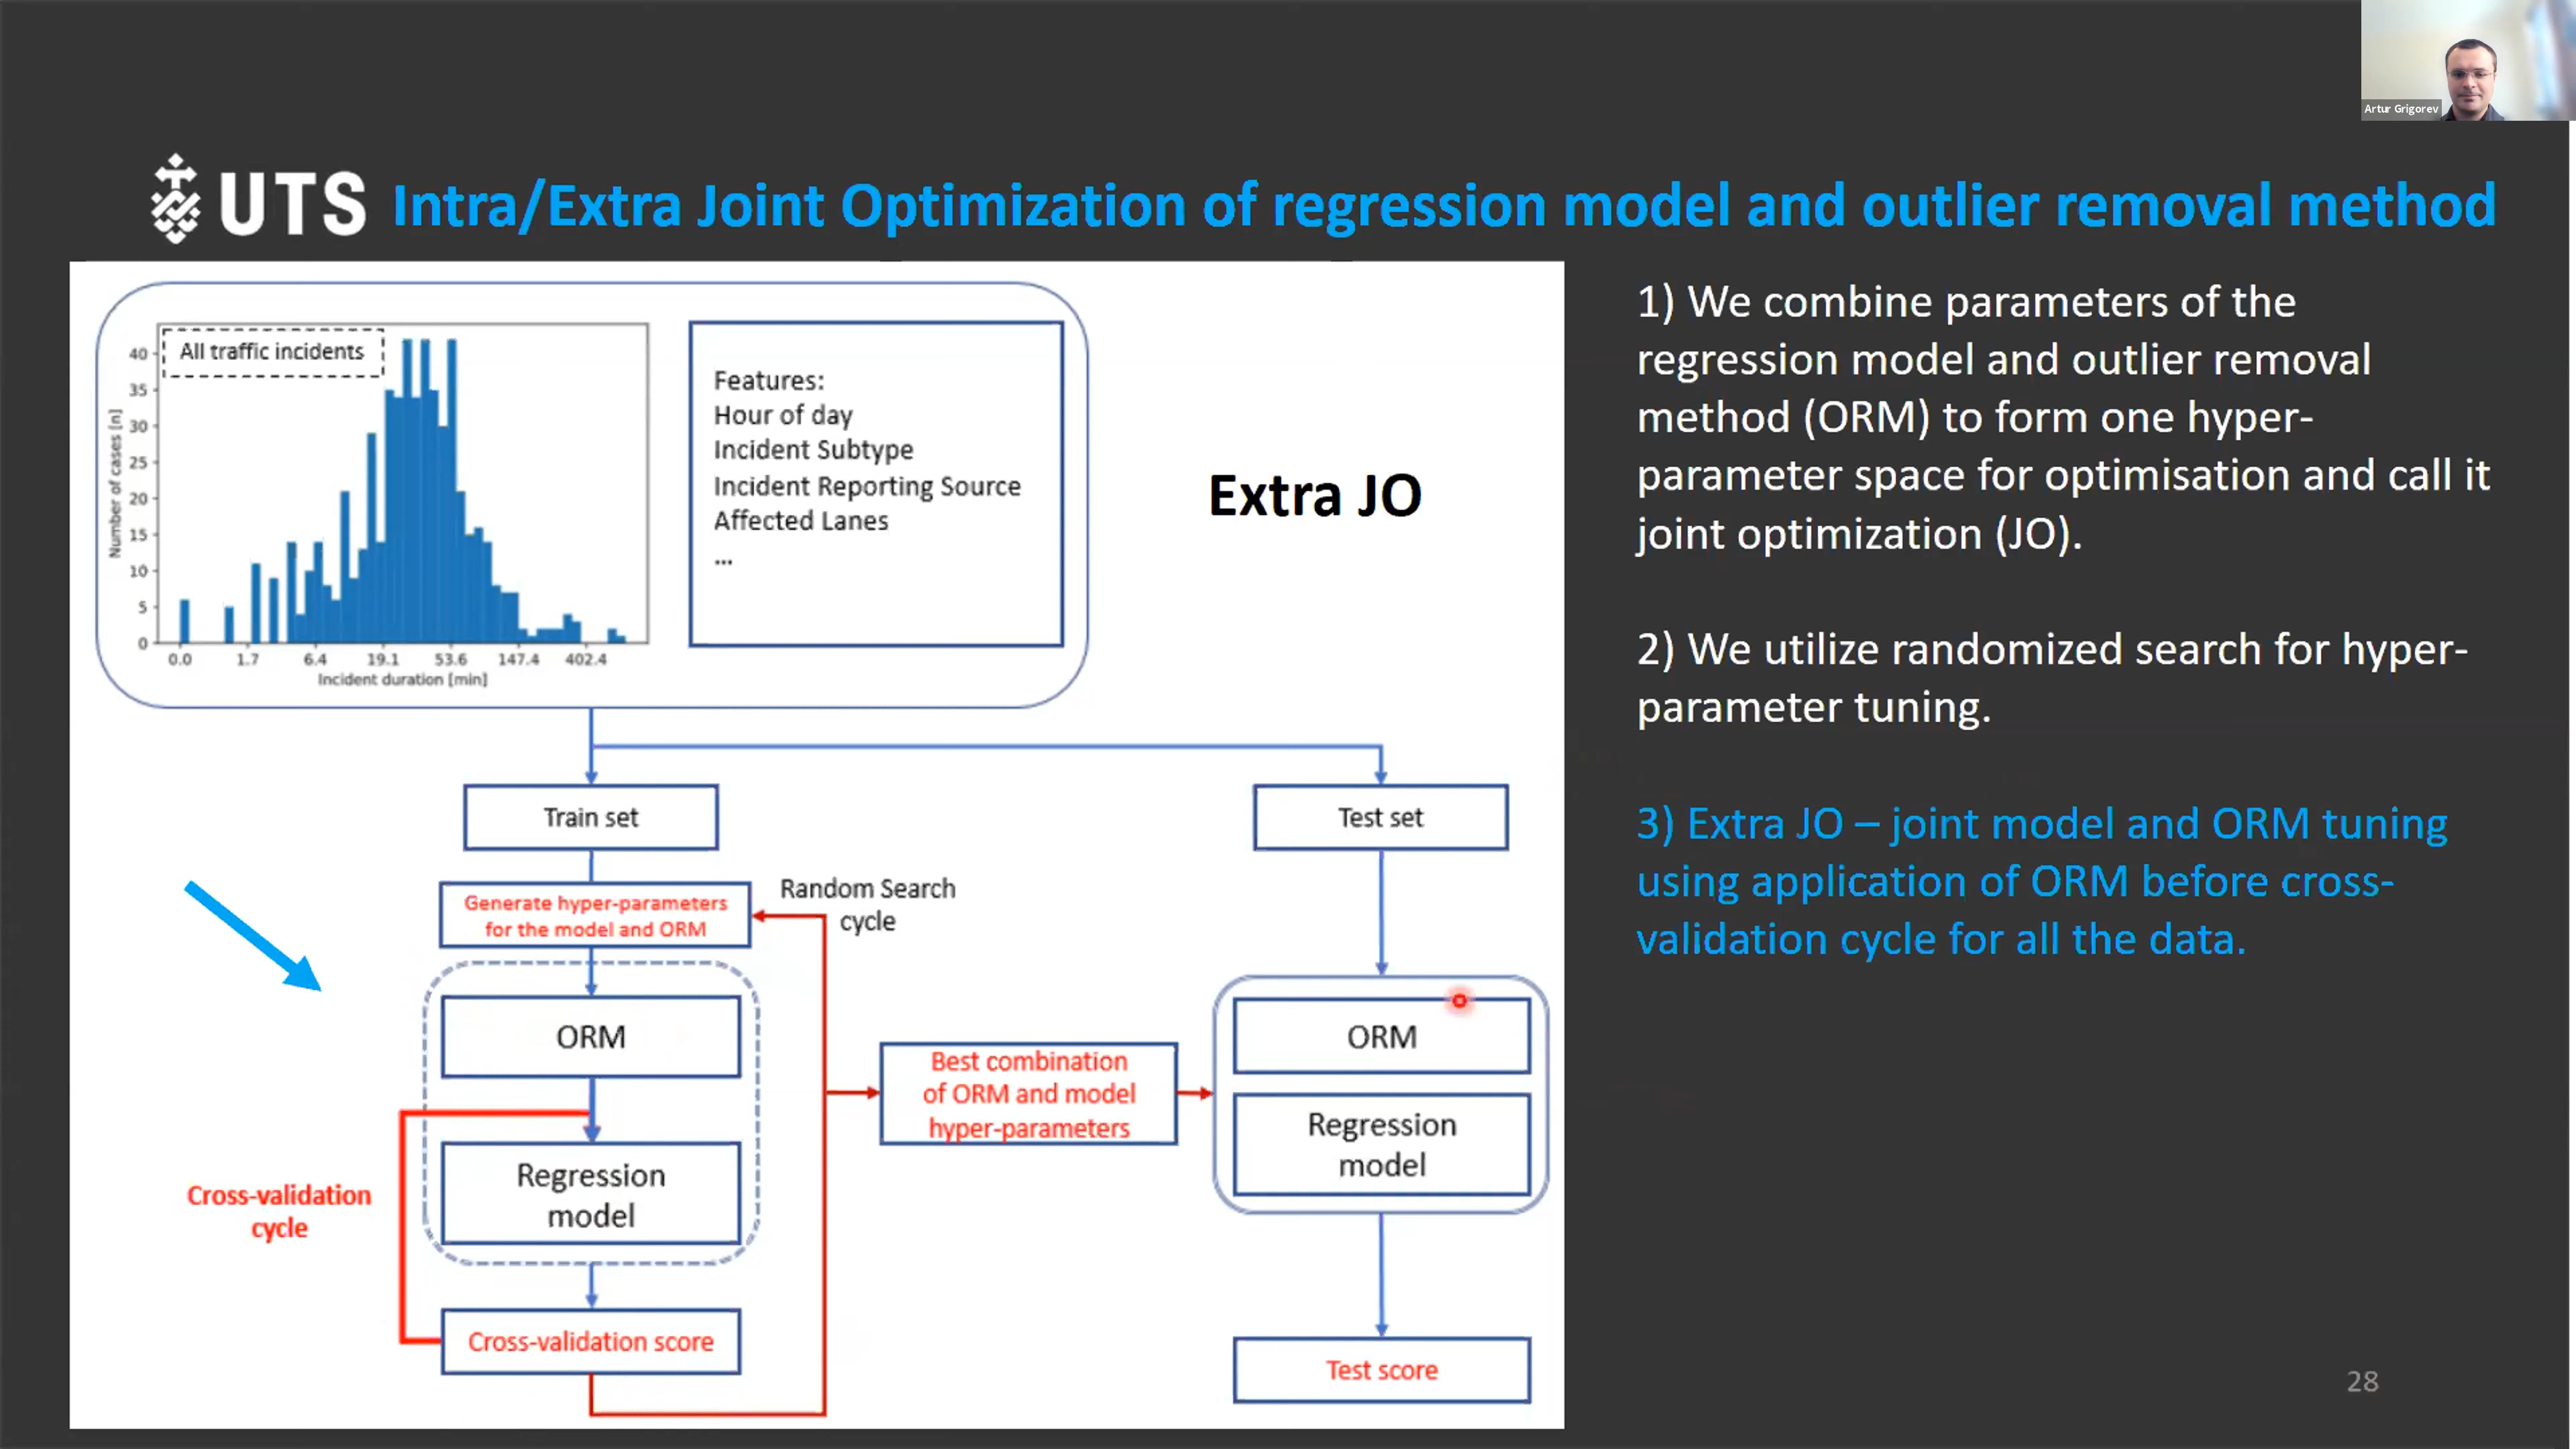 Artur Grigorev
UTS
Intra/Extra Joint Optimization of regression model and outlier removal method
All traffic incidents
Number of cases [n]
40
35
30
25
20
15
10
5
0
0.0 1.7 6.4 19.1 53.6 147.4 402.4
Incident duration [min]
Features:
Hour of day
Incident Subtype
Incident Reporting Source
Affected Lanes
...
Extra JO
Train set
Test set
Generate hyper-parameters
for the model and ORM
Random Search
cycle
ORM
Regression
model
Cross-validation
cycle
Cross-validation score
Best combination
of ORM and model
hyper-parameters
ORM
Regression
model
Test score
1) We combine parameters of the
regression model and outlier removal
method (ORM) to form one hyper-
parameter space for optimisation and call it
joint optimization (JO).
2) We utilize randomized search for hyper-
parameter tuning.
3) Extra JO – joint model and ORM tuning
using application of ORM before cross-
validation cycle for all the data.
28